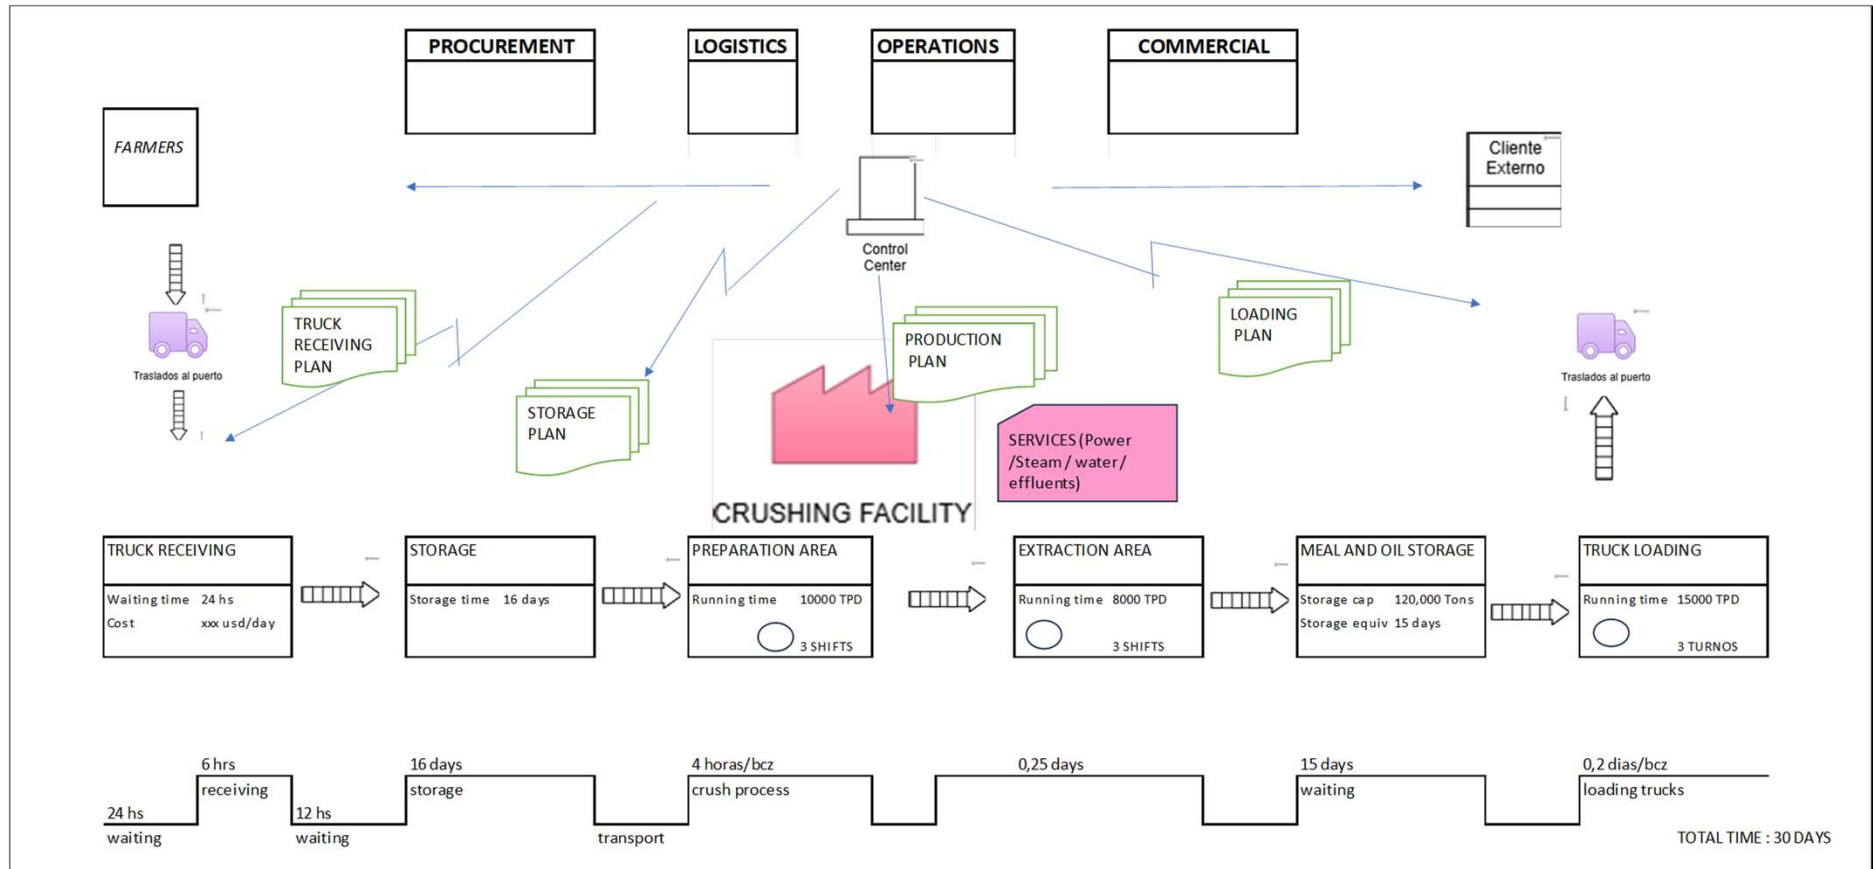 PROCUREMENT
LOGISTICS
OPERATIONS
COMMERCIAL
FARMERS
Cliente
Externo
Control
Center
TRUCK
RECEIVING
PLAN
STORAGE
PLAN
PRODUCTION
PLAN
LOADING
PLAN
Traslados al puerto
Traslados al puerto
SERVICES (Power
/Steam / water /
effluents)
CRUSHING FACILITY
TRUCK RECEIVING
Waiting time 24 hs
Cost xxx usd/day
STORAGE
Storage time 16 days
PREPARATION AREA
Running time 10000 TPD
3 SHIFTS
EXTRACTION AREA
Running time 8000 TPD
3 SHIFTS
MEAL AND OIL STORAGE
Storage cap 120,000 Tons
Storage equiv 15 days
TRUCK LOADING
Running time 15000 TPD
3 TURNOS
24 hs
waiting
6 hrs
receiving
12 hs
waiting
16 days
storage
transport
4 horas/bcz
crush process
0,25 days
15 days
waiting
0,2 dias/bcz
loading trucks
TOTAL TIME : 30 DAYS